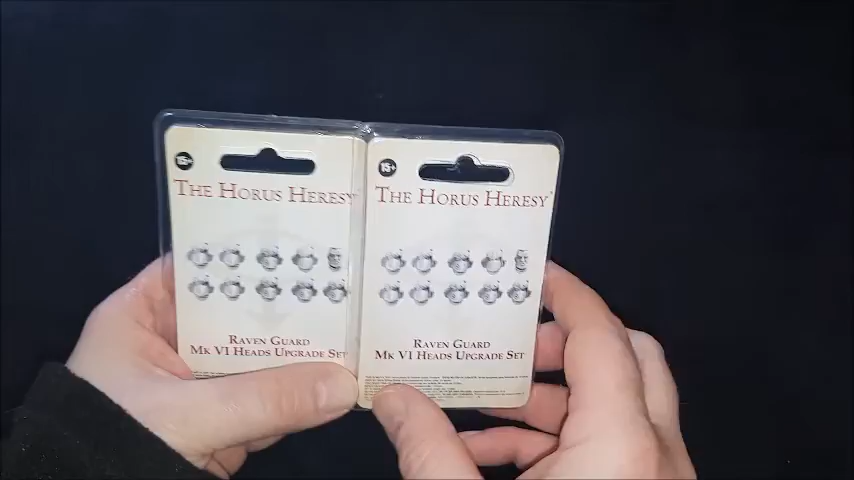 15+
THE HORUS HERESY
RAVEN GUARD
MK VI HEADS UPGRADE SET
15+
THE HORUS HERESY
RAVEN GUARD
MK VI HEADS UPGRADE SET